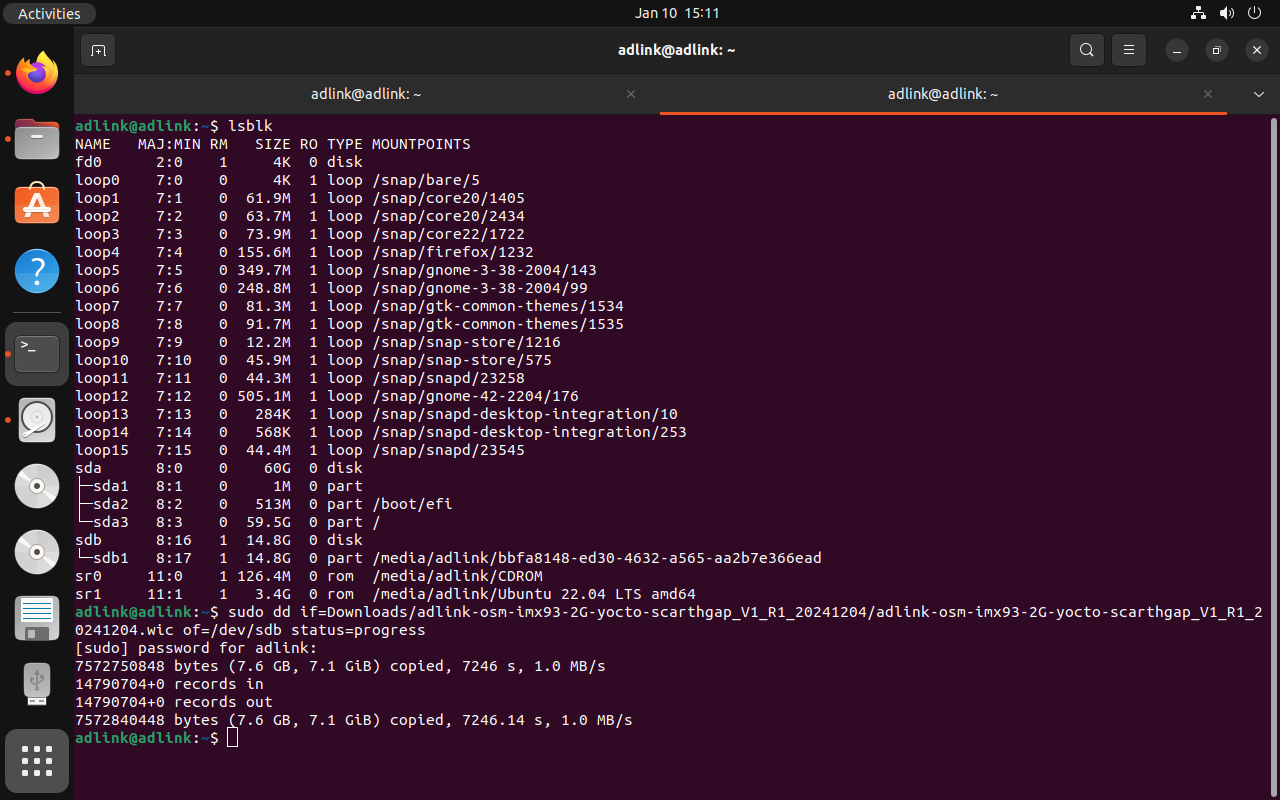 Activities
Jan 10 15:11
adlink@adlink: ~
adlink@adlink: ~
adlink@adlink: ~
adlink@adlink:~$ lsblk
NAME   MAJ:MIN RM   SIZE RO TYPE MOUNTPOINTS
fd0      2:0    1     4K  0 disk
loop0    7:0    0     4K  1 loop /snap/bare/5
loop1    7:1    0  61.9M  1 loop /snap/core20/1405
loop2    7:2    0  63.7M  1 loop /snap/core20/2434
loop3    7:3    0  73.9M  1 loop /snap/core22/1722
loop4    7:4    0 155.6M  1 loop /snap/firefox/1232
loop5    7:5    0 349.7M  1 loop /snap/gnome-3-38-2004/143
loop6    7:6    0 248.8M  1 loop /snap/gnome-3-38-2004/99
loop7    7:7    0  81.3M  1 loop /snap/gtk-common-themes/1534
loop8    7:8    0  91.7M  1 loop /snap/gtk-common-themes/1535
loop9    7:9    0  12.2M  1 loop /snap/snap-store/1216
loop10   7:10   0  45.9M  1 loop /snap/snap-store/575
loop11   7:11   0  44.3M  1 loop /snap/snapd/23258
loop12   7:12   0 505.1M  1 loop /snap/gnome-42-2204/176
loop13   7:13   0   284K  1 loop /snap/snapd-desktop-integration/10
loop14   7:14   0   568K  1 loop /snap/snapd-desktop-integration/253
loop15   7:15   0  44.4M  1 loop /snap/snapd/23545
sda      8:0    0    60G  0 disk
├─sda1   8:1    0     1M  0 part
├─sda2   8:2    0   513M  0 part /boot/efi
└─sda3   8:3    0  59.5G  0 part /
sdb      8:16   1  14.8G  0 disk
└─sdb1   8:17   1  14.8G  0 part /media/adlink/bbfa8148-ed30-4632-a565-aa2b7e366ead
sr0     11:0    1 126.4M  0 rom  /media/adlink/CDROM
sr1     11:1    1   3.4G  0 rom  /media/adlink/Ubuntu 22.04 LTS amd64
adlink@adlink:~$ sudo dd if=Downloads/adlink-osm-imx93-2G-yocto-scarthgap_V1_R1_20241204/adlink-osm-imx93-2G-yocto-scarthgap_V1_R1_2
0241204.wic of=/dev/sdb status=progress
[sudo] password for adlink:
7572750848 bytes (7.6 GB, 7.1 GiB) copied, 7246 s, 1.0 MB/s
14790704+0 records in
14790704+0 records out
7572840448 bytes (7.6 GB, 7.1 GiB) copied, 7246.14 s, 1.0 MB/s
adlink@adlink:~$